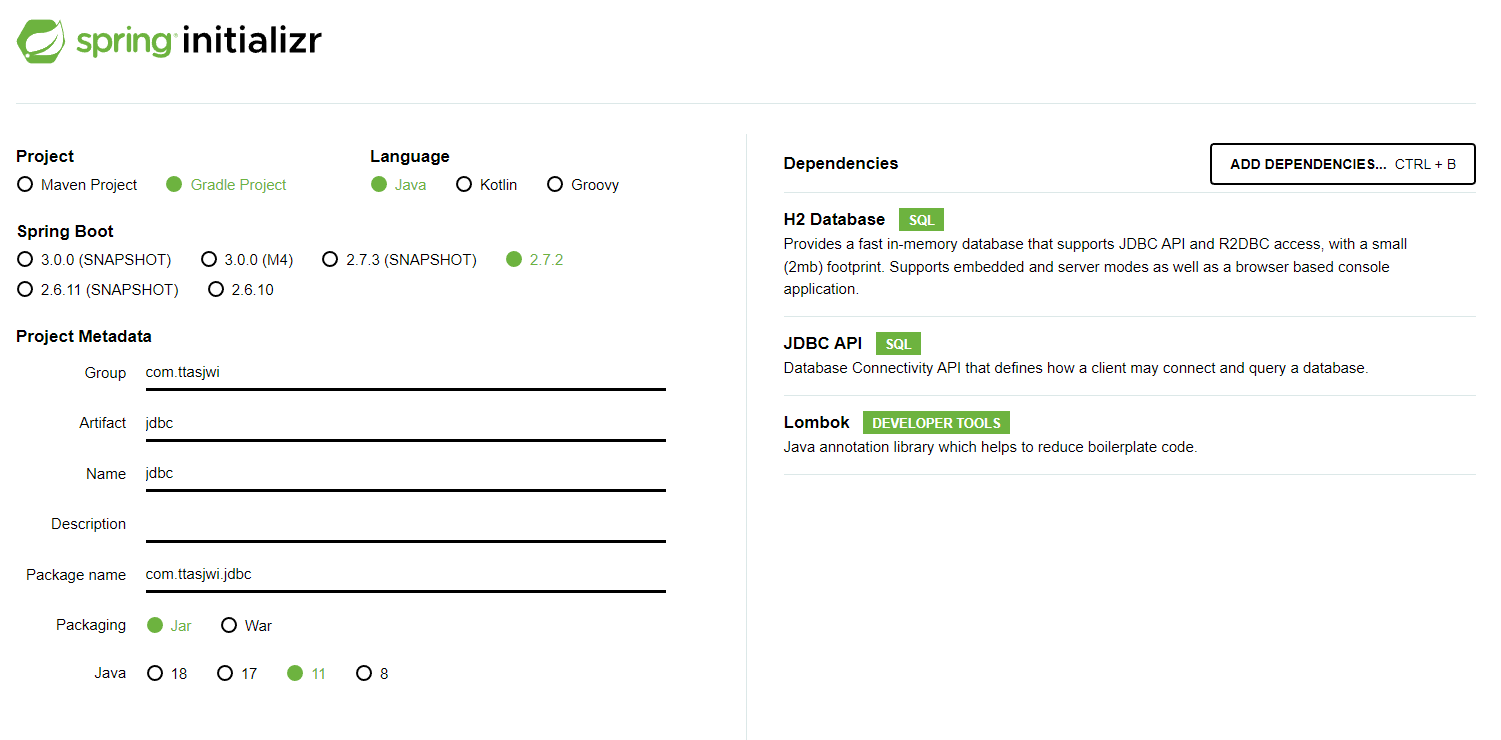 spring initializr
Project
Maven Project Gradle Project
Language
Java Kotlin Groovy
Spring Boot
3.0.0 (SNAPSHOT) 3.0.0 (M4) 2.7.3 (SNAPSHOT) 2.7.2
2.6.11 (SNAPSHOT) 2.6.10
Project Metadata
Group com.ttasjwi
Artifact jdbc
Name jdbc
Description
Package name com.ttasjwi.jdbc
Packaging Jar War
Java 18 17 11 8
Dependencies
ADD DEPENDENCIES... CTRL + B
H2 Database SQL
Provides a fast in-memory database that supports JDBC API and R2DBC access, with a small
(2mb) footprint. Supports embedded and server modes as well as a browser based console
application.
JDBC API SQL
Database Connectivity API that defines how a client may connect and query a database.
Lombok DEVELOPER TOOLS
Java annotation library which helps to reduce boilerplate code.